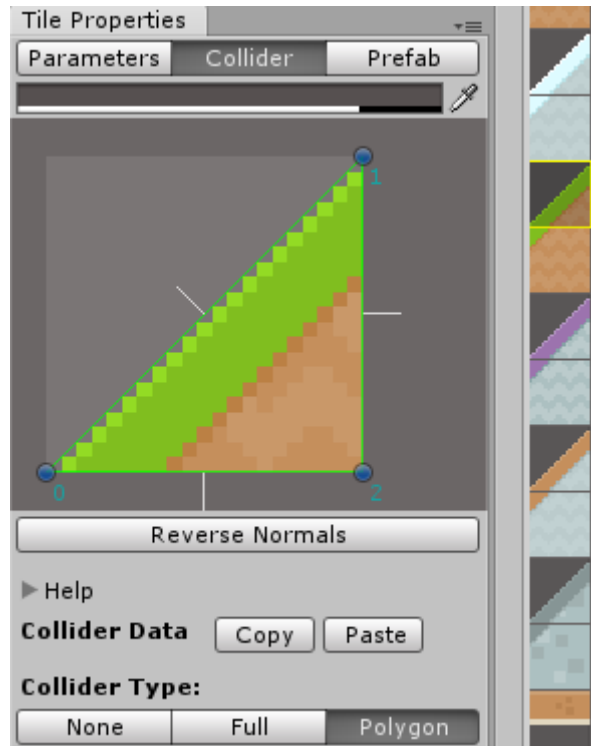 Tile Properties
Parameters Collider Prefab
1
0 2
Reverse Normals
Help
Collider Data Copy Paste
Collider Type:
None Full Polygon